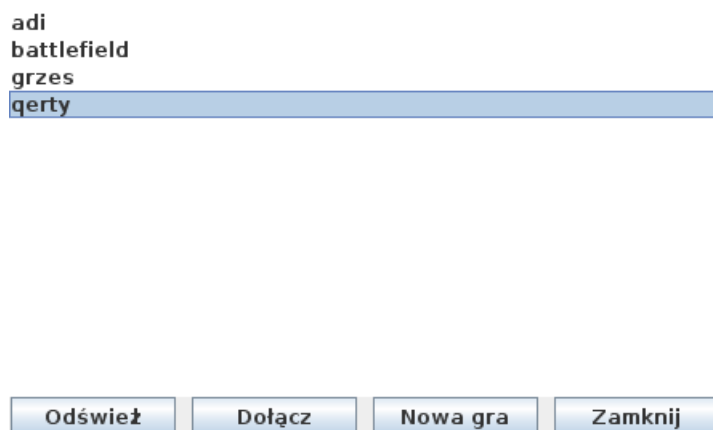 adi
battlefield
grzes
qerty
Odśwież Dołącz Nowa gra Zamknij